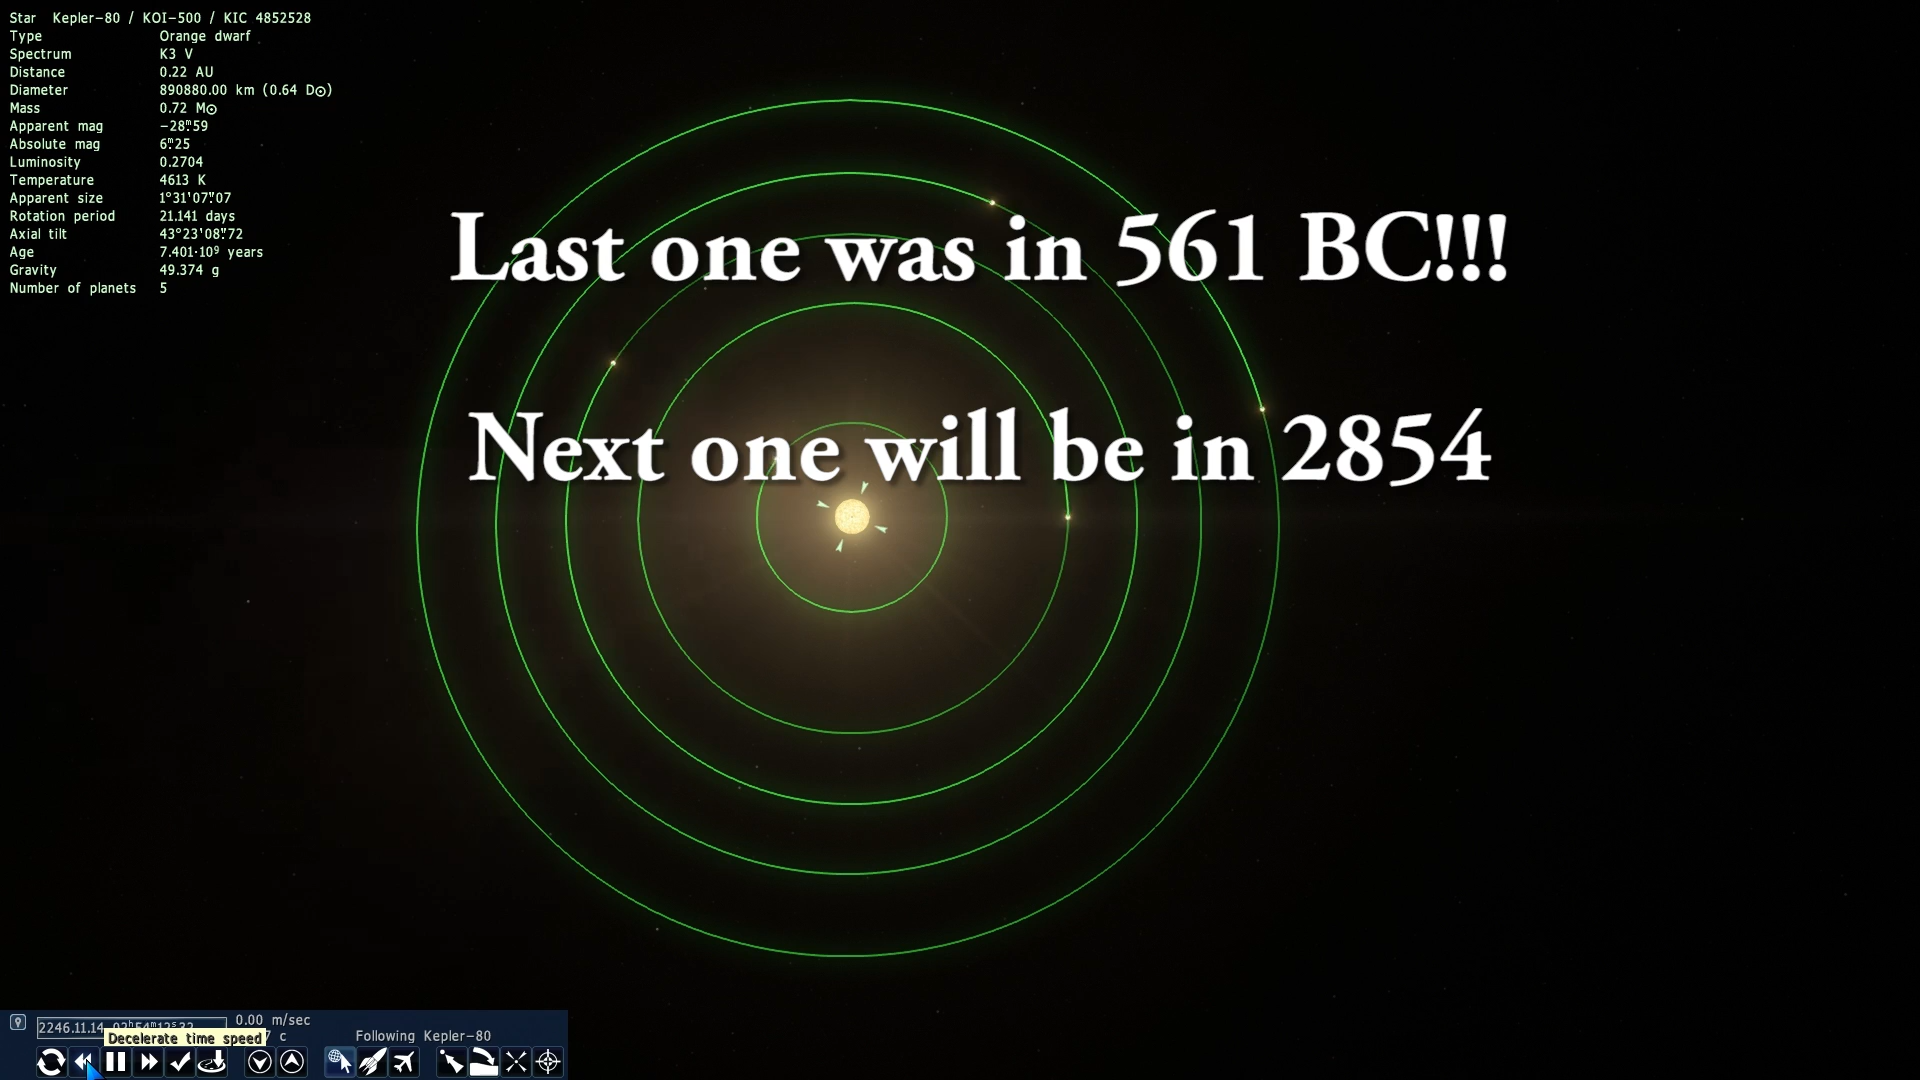 Star Kepler-80 / KOI-500 / KIC 4852528
Type Orange dwarf
Spectrum K3 V
Distance 0.22 AU
Diameter 890880.00 km (0.64 D☉)
Mass 0.72 M☉
Apparent mag -28ᵐ.59
Absolute mag 6ᵐ.25
Luminosity 0.2704
Temperature 4613 K
Apparent size 1°31'07".07
Rotation period 21.141 days
Axial tilt 43°23'08".72
Age 7.401·10⁹ years
Gravity 49.374 g
Number of planets 5
Last one was in 561 BC!!!
Next one will be in 2854
0.00 m/sec
2246.11.14
Decelerate time speed
c
Following Kepler-80